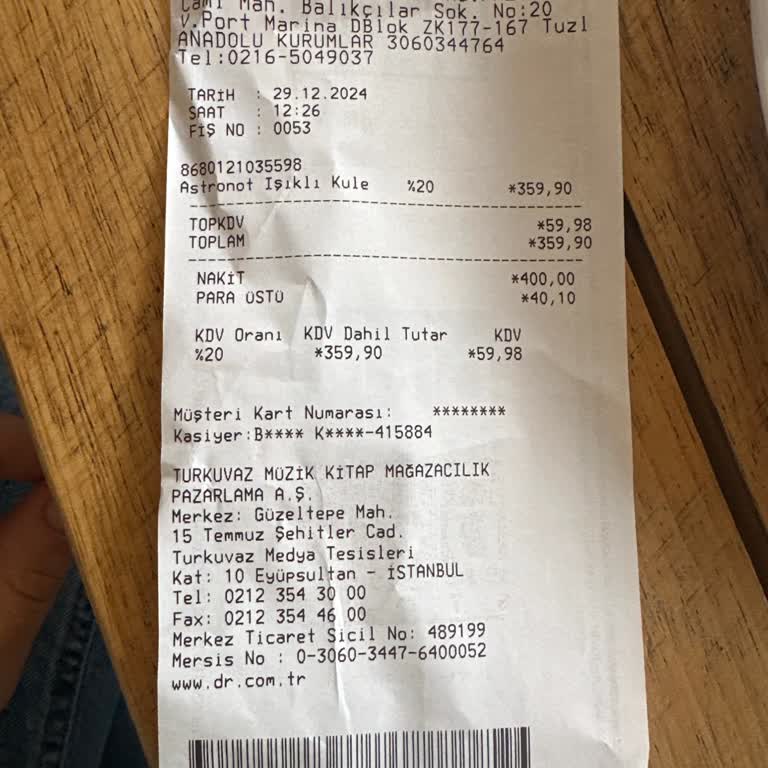 Cami Mah. Balıkçılar Sok. No:20
V.Port Marina DBlok ZK177-167 Tuzl
ANADOLU KURUMLAR 3060344764
Tel:0216-5049037
TARİH : 29.12.2024
SAAT : 12:26
FİŞ NO : 0053
8680121035598
Astronot Işıklı Kule %20 *359,90
TOPKDV *59,98
TOPLAM *359,90
NAKİT *400,00
PARA ÜSTÜ *40,10
KDV Oranı KDV Dahil Tutar KDV
%20 *359,90 *59,98
Müşteri Kart Numarası: ********
Kasiyer:B**** K****-415884
TURKUVAZ MÜZİK KİTAP MAĞAZACILIK
PAZARLAMA A.Ş.
Merkez: Güzeltepe Mah.
15 Temmuz Şehitler Cad.
Turkuvaz Medya Tesisleri
Kat: 10 Eyüpsultan - İSTANBUL
Tel: 0212 354 30 00
Fax: 0212 354 46 00
Merkez Ticaret Sicil No: 489199
Mersis No : 0-3060-3447-6400052
www.dr.com.tr